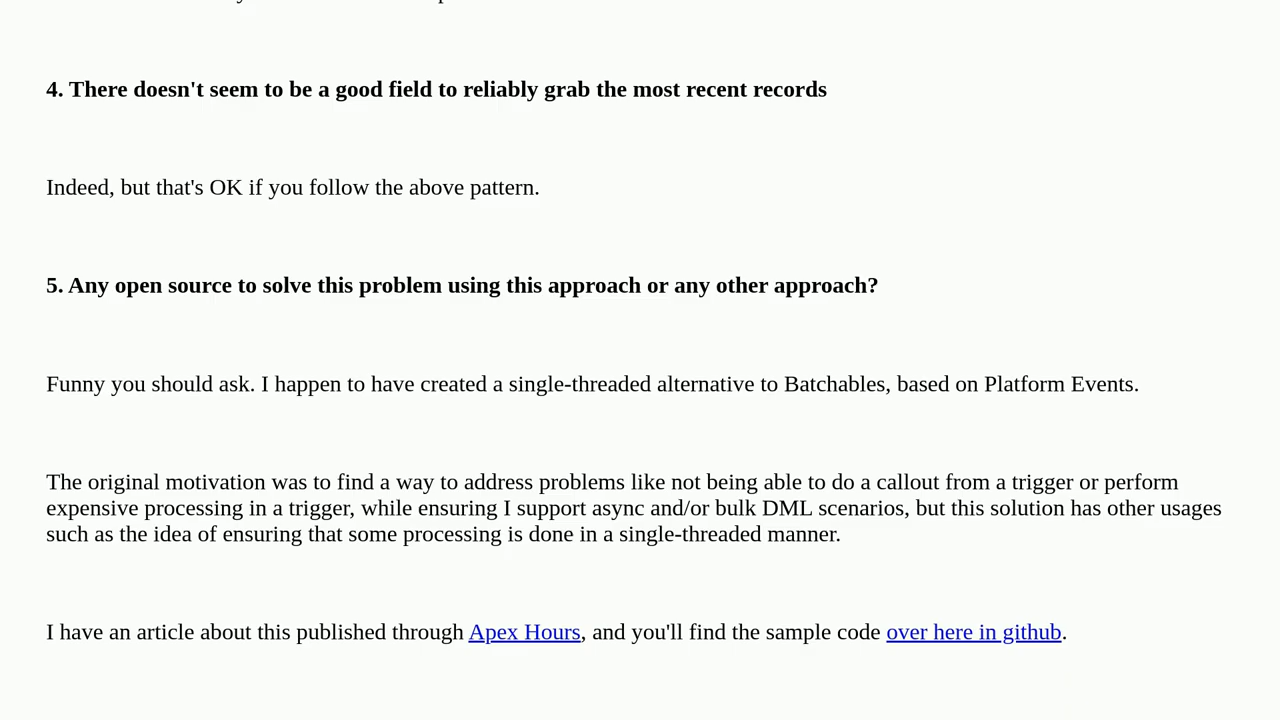 4. There doesn't seem to be a good field to reliably grab the most recent records
Indeed, but that's OK if you follow the above pattern.
5. Any open source to solve this problem using this approach or any other approach?
Funny you should ask. I happen to have created a single-threaded alternative to Batchables, based on Platform Events.
The original motivation was to find a way to address problems like not being able to do a callout from a trigger or perform
expensive processing in a trigger, while ensuring I support async and/or bulk DML scenarios, but this solution has other usages
such as the idea of ensuring that some processing is done in a single-threaded manner.
I have an article about this published through Apex Hours, and you'll find the sample code over here in github.